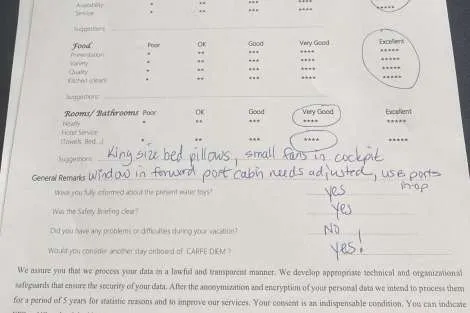 Availability * ** *** **** *****
Service * ** *** ****
Suggestions
Food Poor OK Good Very Good Excellent
Presentation * ** *** **** *****
Variety * ** *** **** *****
Quality * ** *** **** *****
Kitchen (clean) * ** *** **** *****
Suggestions
Rooms/ Bathrooms Poor OK Good Very Good Excellent
* ** *** **** *****
Hotel Service
(Towels, Bed...) * ** *** **** *****
Suggestions King size bed pillows, small fans in cockpit
General Remarks Window in forward port cabin needs adjusted, USB ports
in-op
Were you fully informed about the present water toys? yes
Was the Safety Briefing clear? yes
Did you have any problems or difficulties during your vacation? NO
Would you consider another stay onboard of CARPE DIEM ? yes!
We assure you that we process your data in a lawful and transparent manner. We develop appropriate technical and organizational
safeguards that ensure the security of your data. After the anonymization and encryption of your personal data we intend to process them
for a period of 5 years for statistic reasons and to improve our services. Your consent is an indispensable condition. You can indicate